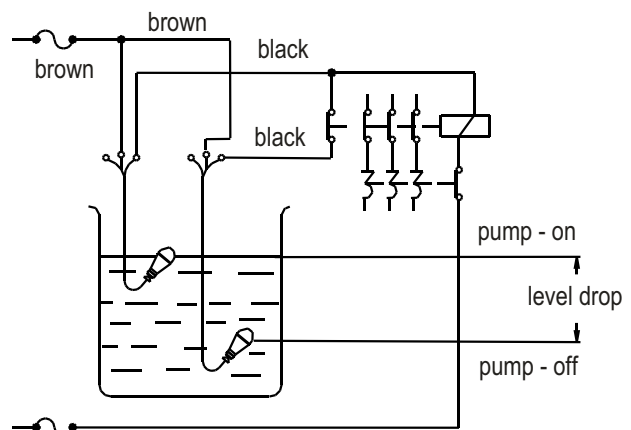 brown
brown
black
black
pump - on
level drop
pump - off